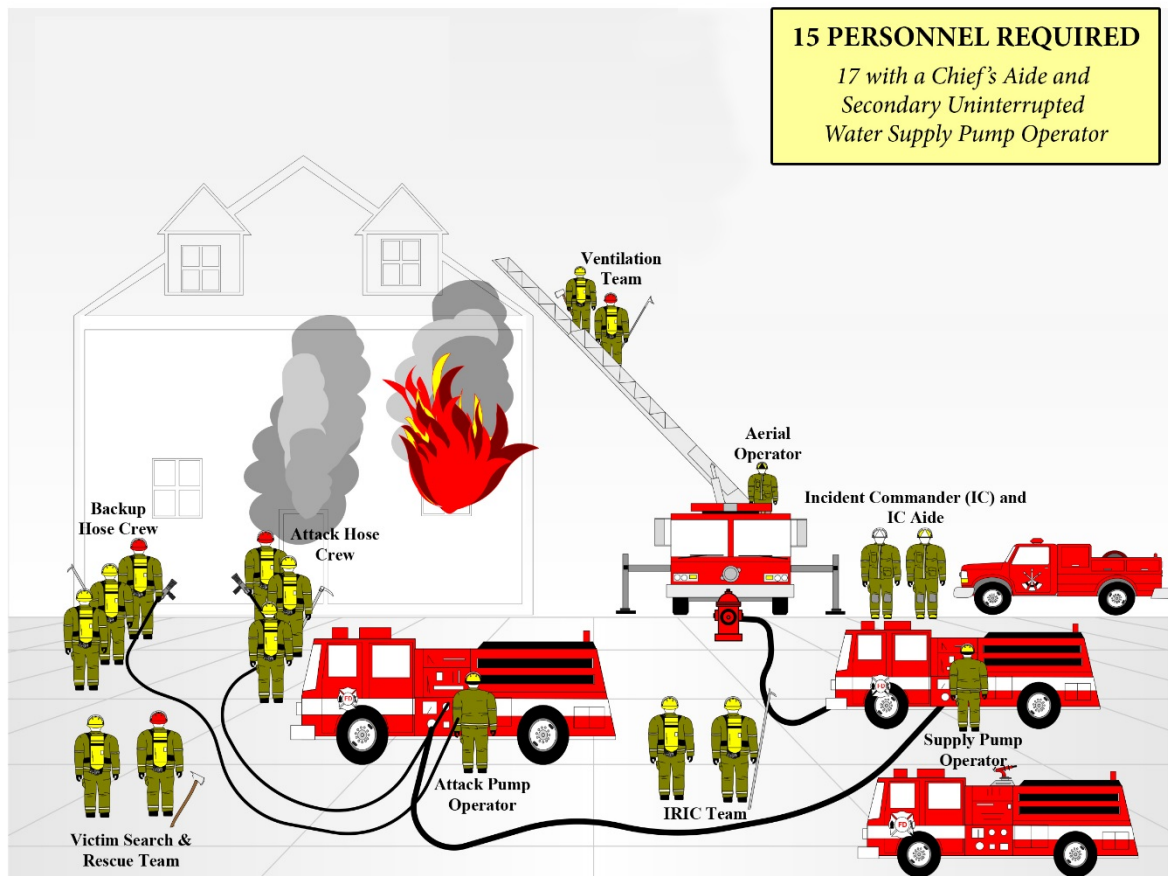 15 PERSONNEL REQUIRED
17 with a Chief's Aide and
Secondary Uninterrupted
Water Supply Pump Operator
Ventilation
Team
Aerial
Operator
Incident Commander (IC) and
IC Aide
Backup
Hose Crew
Attack Hose
Crew
FD
FD
Supply Pump
Operator
Attack Pump
Operator
IRIC Team
FD
Victim Search &
Rescue Team